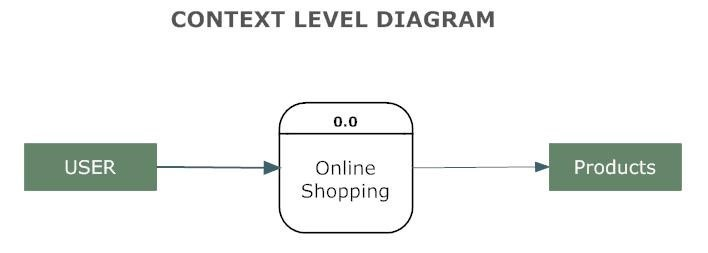 CONTEXT LEVEL DIAGRAM
0.0
USER
Online
Shopping
Products